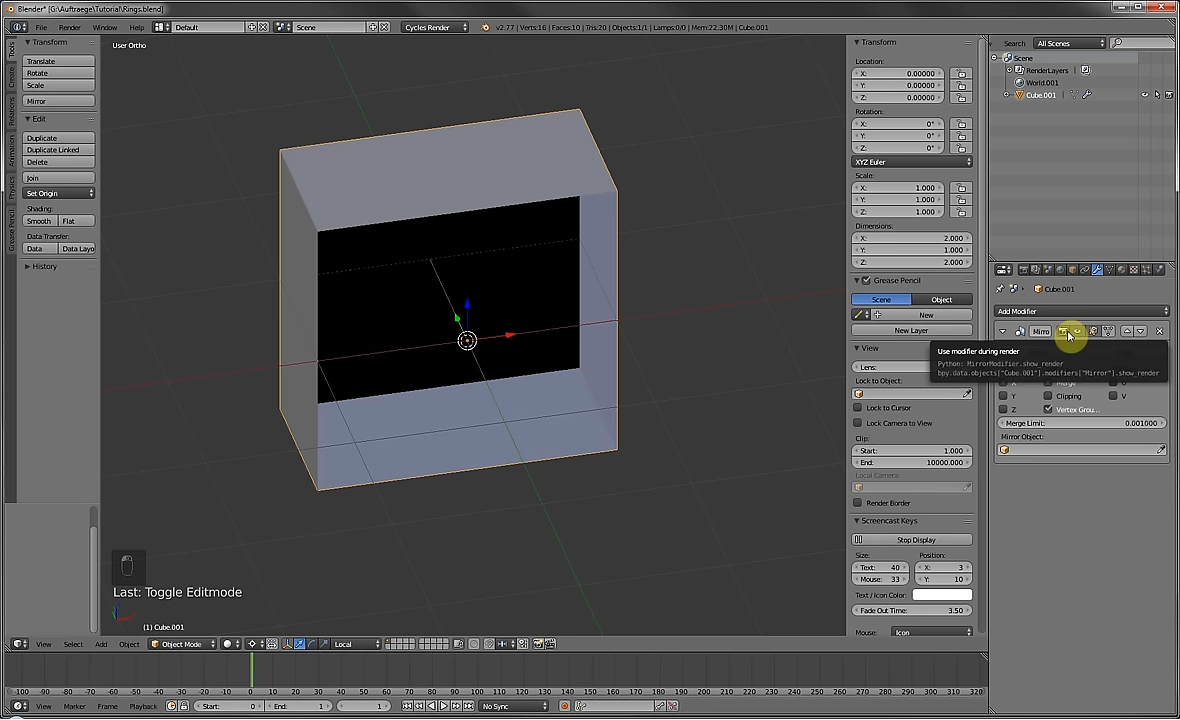 Blender* [G:\Auftraege\Tutorial\Rings.blend]
File Render Window Help Default Scene Cycles Render v2.77 | Verts:16 | Faces:10 | Tris:20 | Objects:1/1 | Lamps:0/0 | Mem:22.30M | Cube.001
Tools
Create
Relations
Animation
Physics
Grease Pencil
Transform
Translate
Rotate
Scale
Mirror
Edit
Duplicate
Duplicate Linked
Delete
Join
Set Origin
Shading:
Smooth Flat
Data Transfer:
Data Data Layo
History
User Ortho
Last: Toggle Editmode
(1) Cube.001
Transform
Location:
X: 0.00000
Y: 0.00000
Z: 0.00000
Rotation:
X: 0°
Y: 0°
Z: 0°
XYZ Euler
Scale:
X: 1.000
Y: 1.000
Z: 1.000
Dimensions:
X: 2.000
Y: 1.000
Z: 2.000
Grease Pencil
Scene Object
New
New Layer
View
Lens:
Lock to Object:
Lock to Cursor
Lock Camera to View
Clip:
Start: 1.000
End: 10000.000
Local Camera:
Render Border
Screencast Keys
Stop Display
Size: Position:
Text: 40 X: 3
Mouse: 33 Y: 10
Text / Icon Color:
Fade Out Time: 3.50
Mouse: Icon
Search All Scenes
Scene
RenderLayers
World.001
Cube.001
Cube.001
Add Modifier
Mirro
Use modifier during render
Python: MirrorModifier.show_render
bpy.data.objects["Cube.001"].modifiers["Mirror"].show_render
X Merge U
Y Clipping V
Z Vertex Grou...
Merge Limit: 0.001000
Mirror Object:
View Select Add Object Object Mode Local
-100 -90 -80 -70 -60 -50 -40 -30 -20 -10 0 10 20 30 40 50 60 70 80 90 100 110 120 130 140 150 160 170 180 190 200 210 220 230 240 250 260 270 280 290 300 310 320
View Marker Frame Playback Start: 0 End: 1 1 No Sync